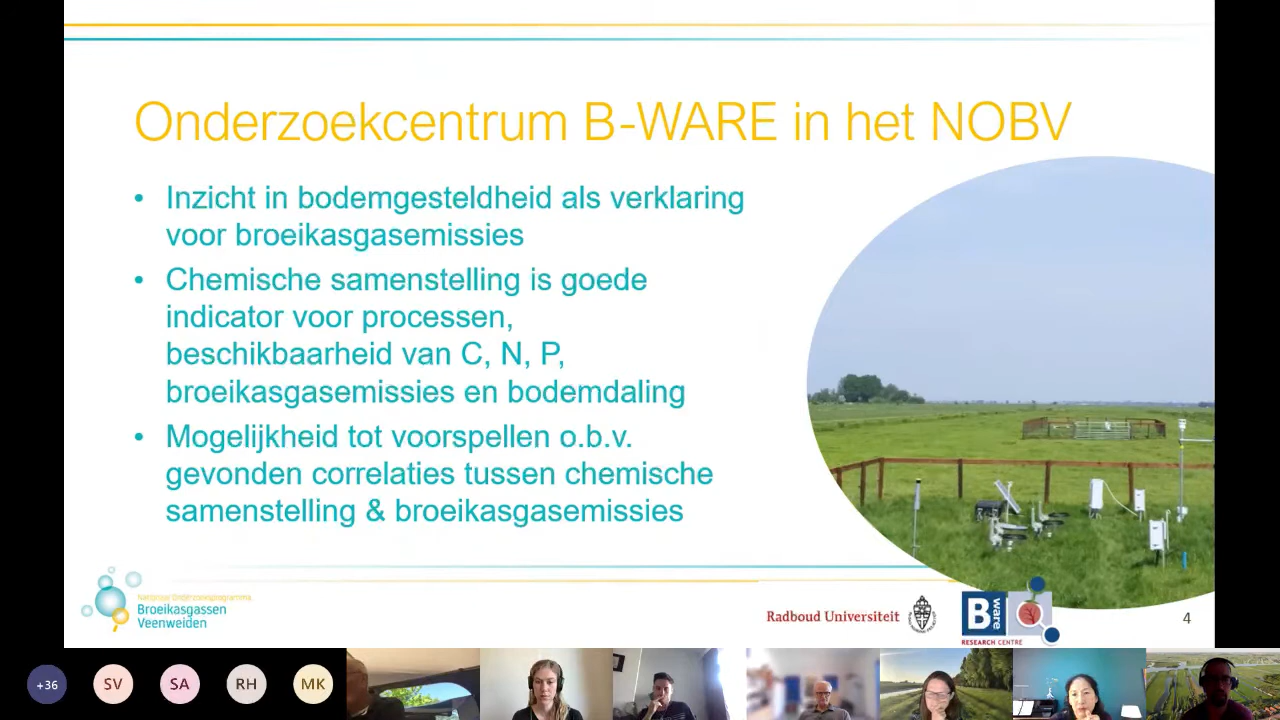 Onderzoekcentrum B-WARE in het NOBV
• Inzicht in bodemgesteldheid als verklaring
voor broeikasgasemissies
• Chemische samenstelling is goede
indicator voor processen,
beschikbaarheid van C, N, P,
broeikasgasemissies en bodemdaling
• Mogelijkheid tot voorspellen o.b.v.
gevonden correlaties tussen chemische
samenstelling & broeikasgasemissies
Nationaal Onderzoeksprogramma
Broeikasgassen
Veenweiden
Radboud Universiteit
B ware
RESEARCH CENTRE
4
+36
SV
SA
RH
MK